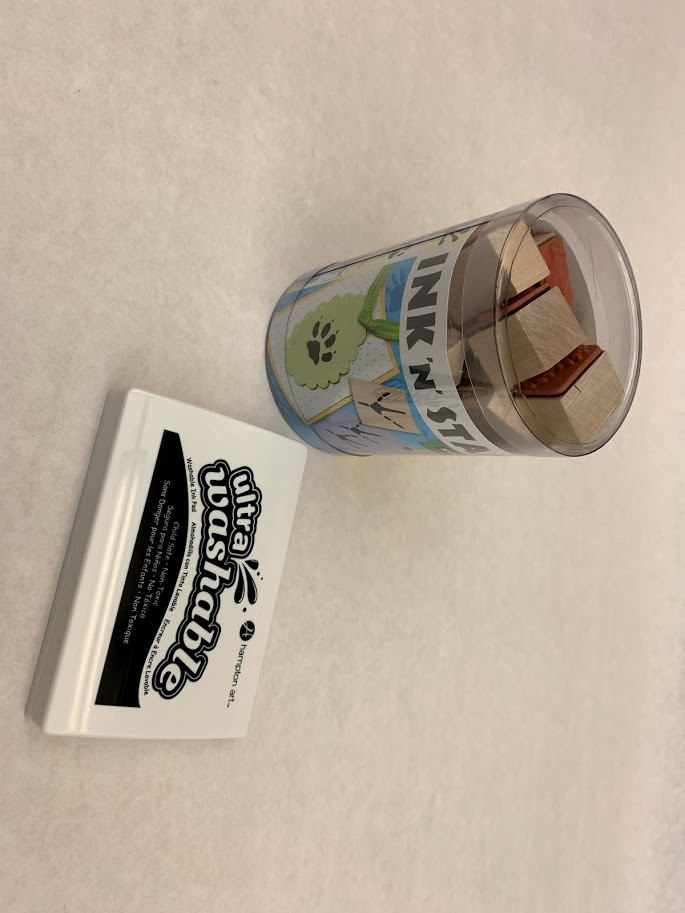 hampton art™
ultra
washable
Washable Ink Pad Almohadilla con Tinta Lavable Encreur à Encre Lavable
Child Safe • Non-Toxic
Seguro para Niños • No Tóxico
Sans Danger pour les Enfants • Non Toxique
INK 'N' STA